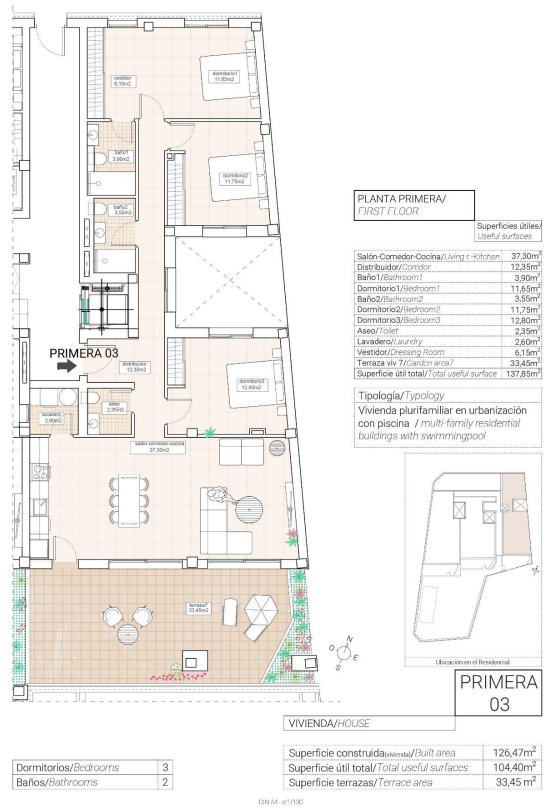 dormitorio1
11,65m2
vestidor
6,15m2
baño1
3,90m2
dormitorio2
11,75m2
baño2
3,55m2
PLANTA PRIMERA/
FIRST FLOOR
Superficies útiles/
Useful surfaces
Salón-Comedor-Cocina/Living r.-Kitchen 37,30m²
Distribuidor/Corridor 12,35m²
Baño1/Bathroom1 3,90m²
Dormitorio1/Bedroom1 11,65m²
Baño2/Bathroom2 3,55m²
Dormitorio2/Bedroom2 11,75m²
Dormitorio3/Bedroom3 12,80m²
Aseo/Toilet 2,35m²
Lavadero/Laundry 2,60m²
Vestidor/Dressing Room 6,15m²
Terraza viv 7/Garden area7 33,45m²
Superficie útil total/Total useful surface 137,85m²
PRIMERA 03
distribuidor
12,35m2
dormitorio3
12,80m2
aseo
2,35m2
lavadero
2,60m2
salón-comedor-cocina
37,30m2
Tipología/Typology
Vivienda plurifamiliar en urbanización
con piscina / multi-family residential
buildings with swimmingpool
terraza7
33,45m2
N
O
E
S
Ubicación en el Residencial
PRIMERA
03
VIVIENDA/HOUSE
Superficie construida(vivienda)/Built area 126,47m²
Superficie útil total/Total useful surfaces 104,40m²
Superficie terrazas/Terrace area 33,45 m²
Dormitorios/Bedrooms 3
Baños/Bathrooms 2
DIN A4 - e:1/100